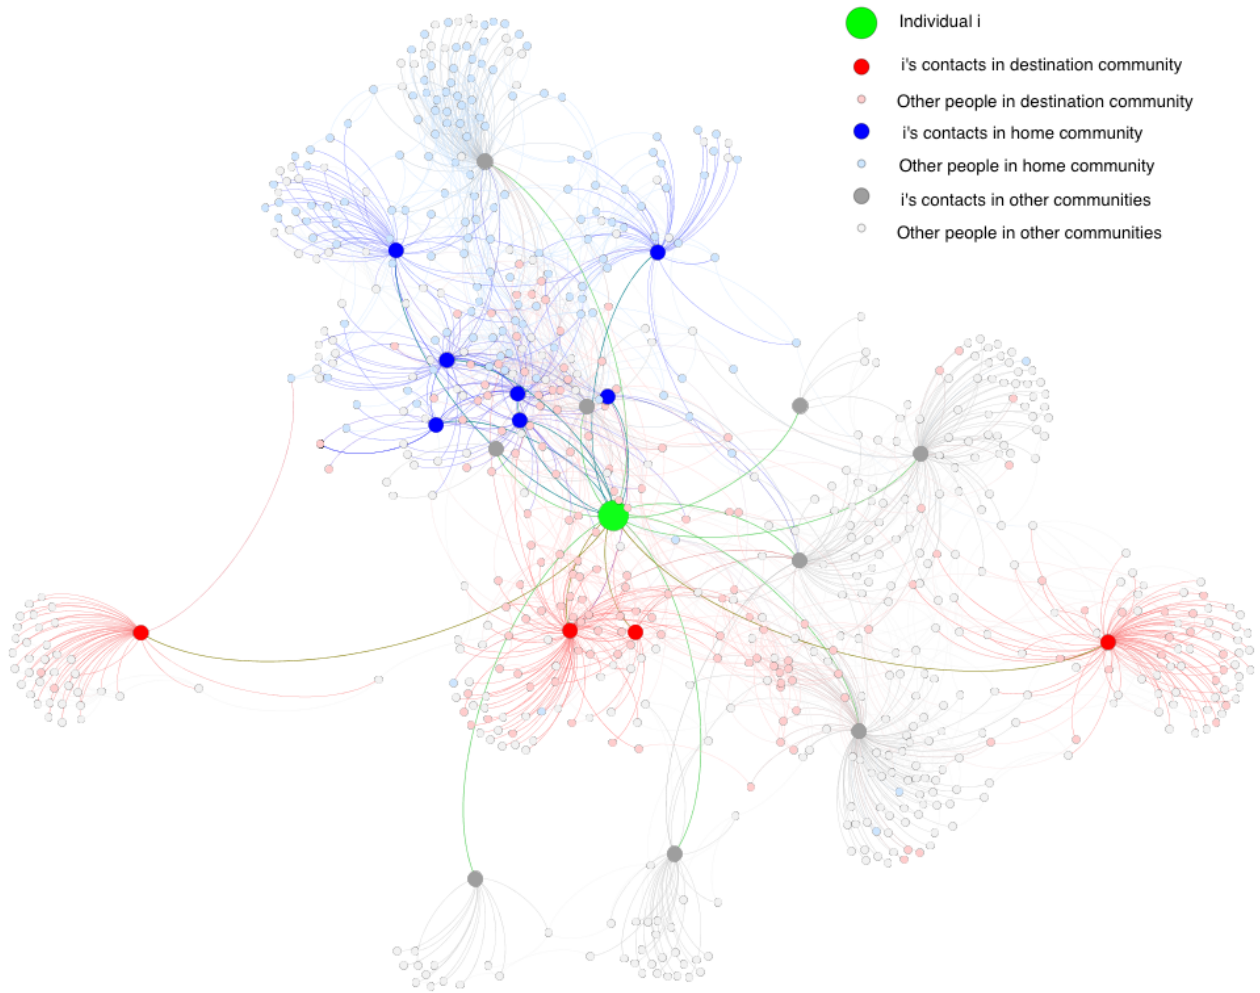 Individual i
i's contacts in destination community
Other people in destination community
i's contacts in home community
Other people in home community
i's contacts in other communities
Other people in other communities